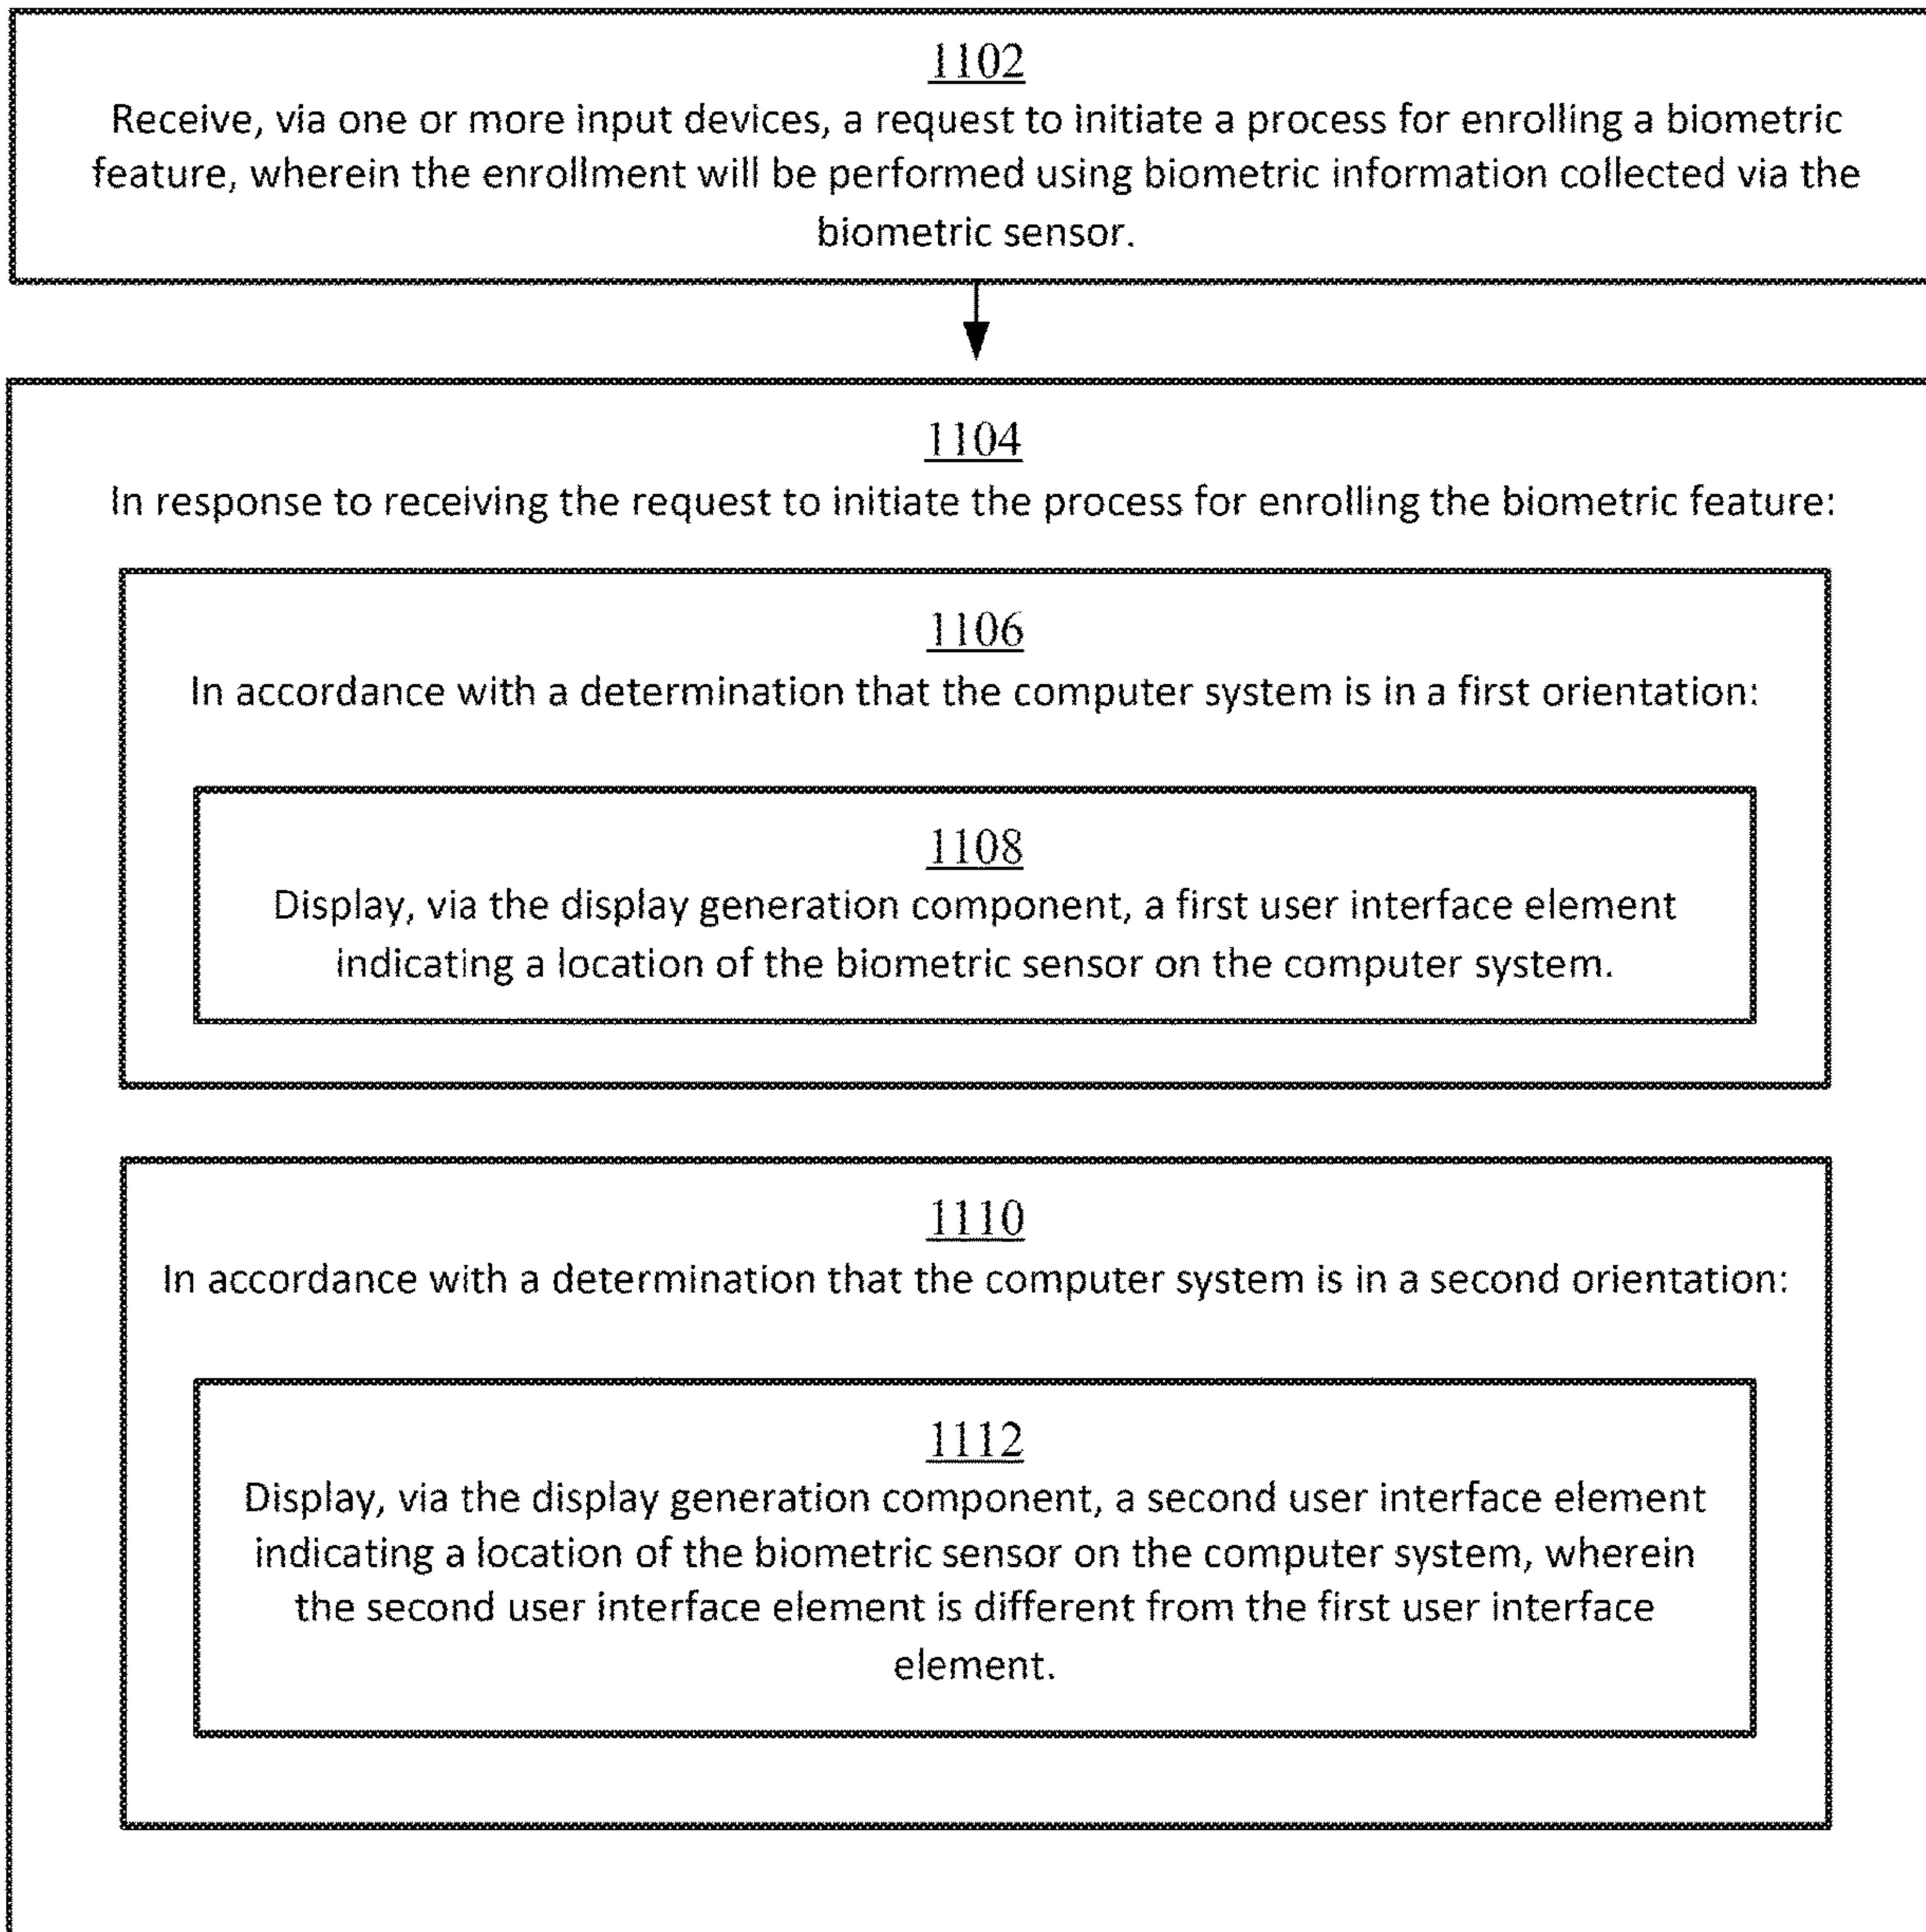 1102
Receive, via one or more input devices, a request to initiate a process for enrolling a biometric
feature, wherein the enrollment will be performed using biometric information collected via the
biometric sensor.
1104
In response to receiving the request to initiate the process for enrolling the biometric feature:
1106
In accordance with a determination that the computer system is in a first orientation:
1108
Display, via the display generation component, a first user interface element
indicating a location of the biometric sensor on the computer system.
1110
In accordance with a determination that the computer system is in a second orientation:
1112
Display, via the display generation component, a second user interface element
indicating a location of the biometric sensor on the computer system, wherein
the second user interface element is different from the first user interface
element.